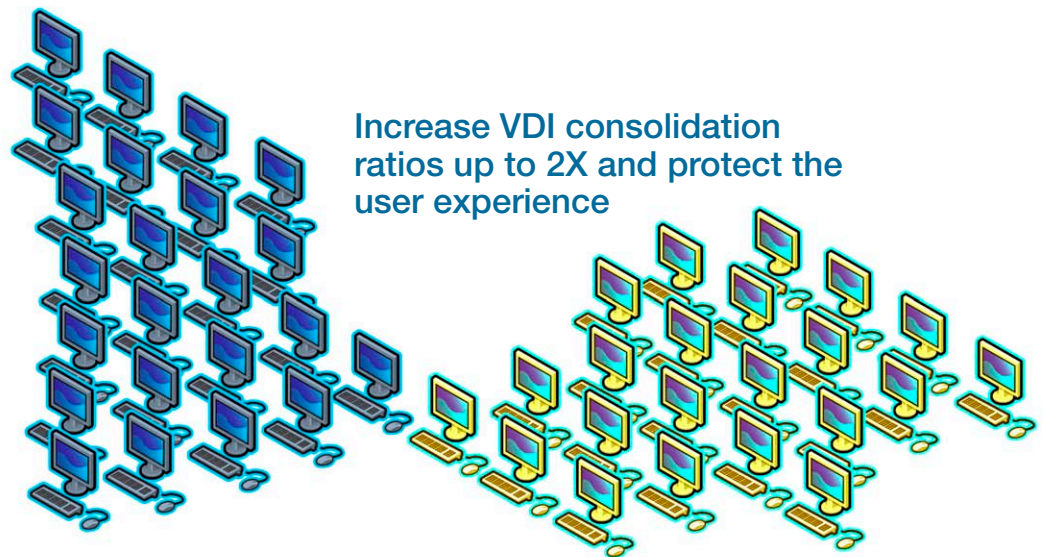 Increase VDI consolidation
ratios up to 2X and protect the
user experience